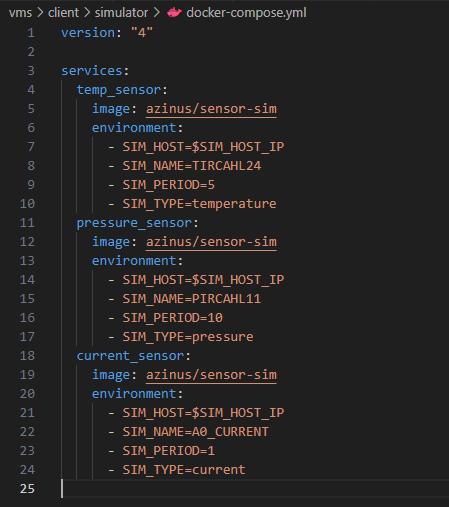 vms > client > simulator > docker-compose.yml
1 version: "4"
2
3 services:
4   temp_sensor:
5     image: azinus/sensor-sim
6     environment:
7       - SIM_HOST=$SIM_HOST_IP
8       - SIM_NAME=TIRCAHL24
9       - SIM_PERIOD=5
10       - SIM_TYPE=temperature
11   pressure_sensor:
12     image: azinus/sensor-sim
13     environment:
14       - SIM_HOST=$SIM_HOST_IP
15       - SIM_NAME=PIRCAHL11
16       - SIM_PERIOD=10
17       - SIM_TYPE=pressure
18   current_sensor:
19     image: azinus/sensor-sim
20     environment:
21       - SIM_HOST=$SIM_HOST_IP
22       - SIM_NAME=A0_CURRENT
23       - SIM_PERIOD=1
24       - SIM_TYPE=current
25